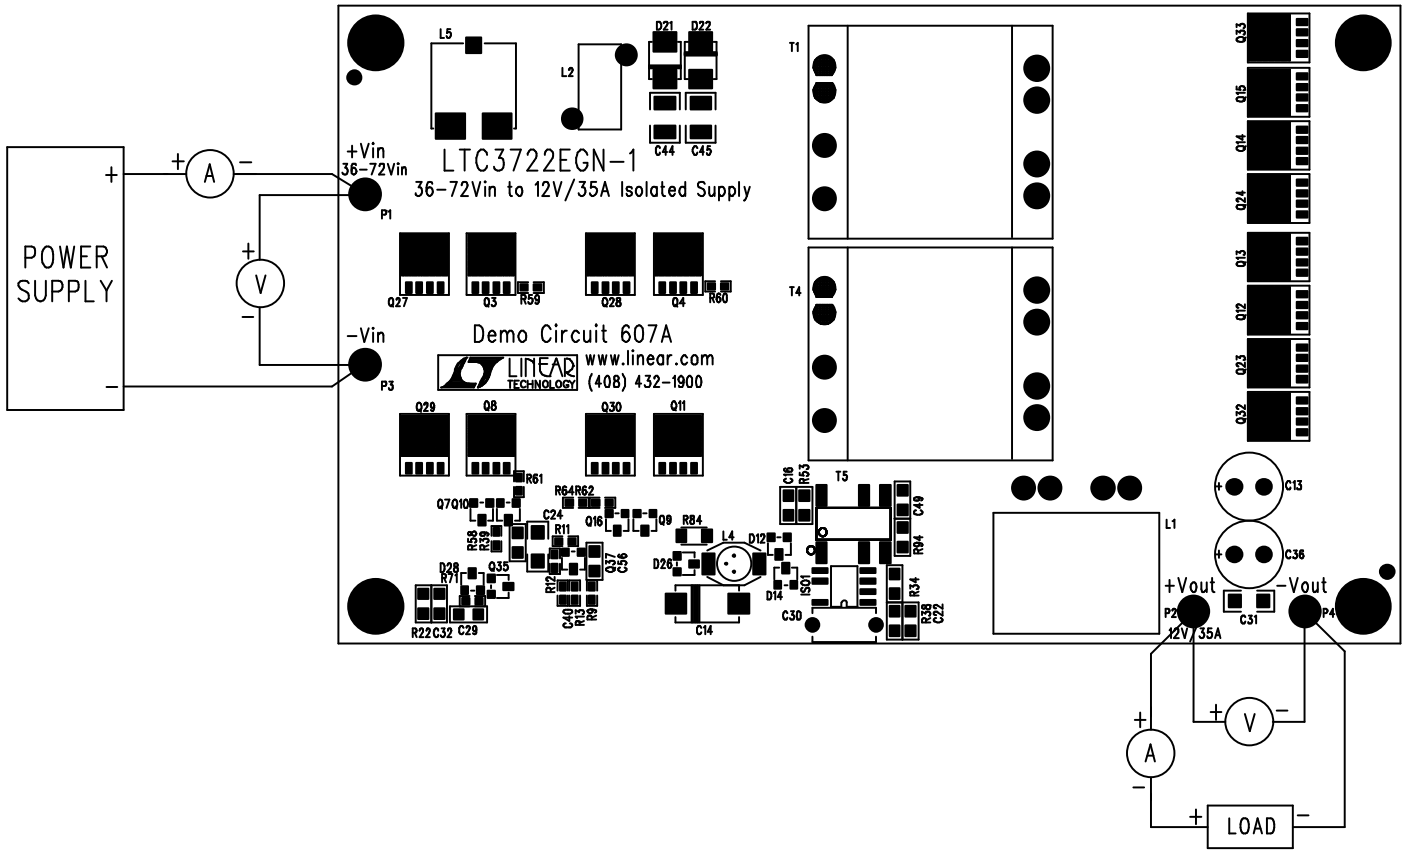 L5
L2
D21 D22
C44 C45
T1
Q33
Q15
Q14
Q24
Q13
Q12
Q23
Q32
+Vin
36-72Vin
P1
LTC3722EGN-1
36-72Vin to 12V/35A Isolated Supply
+ A -
+
POWER
SUPPLY
-
+
V
-
Q27 Q3 R59 Q28 Q4 R60
T4
-Vin
P3
Demo Circuit 607A
LINEAR
TECHNOLOGY
www.linear.com
(408) 432-1900
Q29 Q8 Q30 Q11
R61
Q7 Q10
R64 R62
C24
R58
R39
R11
Q16
Q9
R12
Q37
C56
D28
R71
Q35
R22 C32 C29
C40
R13
R9
R84
L4
D12
D26
D14
C14
C16
R53
T5
C49
R94
ISO1
R34
C30
R38
C22
L1
+ C13
+ C36
+Vout
-Vout
P2
12V/35A
C31
P4
+
A
-
+ V -
+ LOAD -